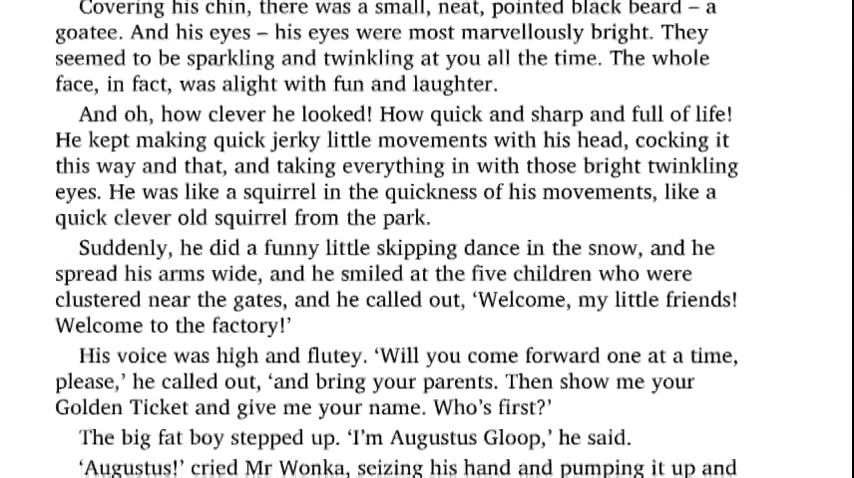 Covering his chin, there was a small, neat, pointed black beard – a
goatee. And his eyes – his eyes were most marvellously bright. They
seemed to be sparkling and twinkling at you all the time. The whole
face, in fact, was alight with fun and laughter.
And oh, how clever he looked! How quick and sharp and full of life!
He kept making quick jerky little movements with his head, cocking it
this way and that, and taking everything in with those bright twinkling
eyes. He was like a squirrel in the quickness of his movements, like a
quick clever old squirrel from the park.
Suddenly, he did a funny little skipping dance in the snow, and he
spread his arms wide, and he smiled at the five children who were
clustered near the gates, and he called out, ‘Welcome, my little friends!
Welcome to the factory!’
His voice was high and flutey. ‘Will you come forward one at a time,
please,’ he called out, ‘and bring your parents. Then show me your
Golden Ticket and give me your name. Who’s first?’
The big fat boy stepped up. ‘I’m Augustus Gloop,’ he said.
‘Augustus!’ cried Mr Wonka, seizing his hand and pumping it up and